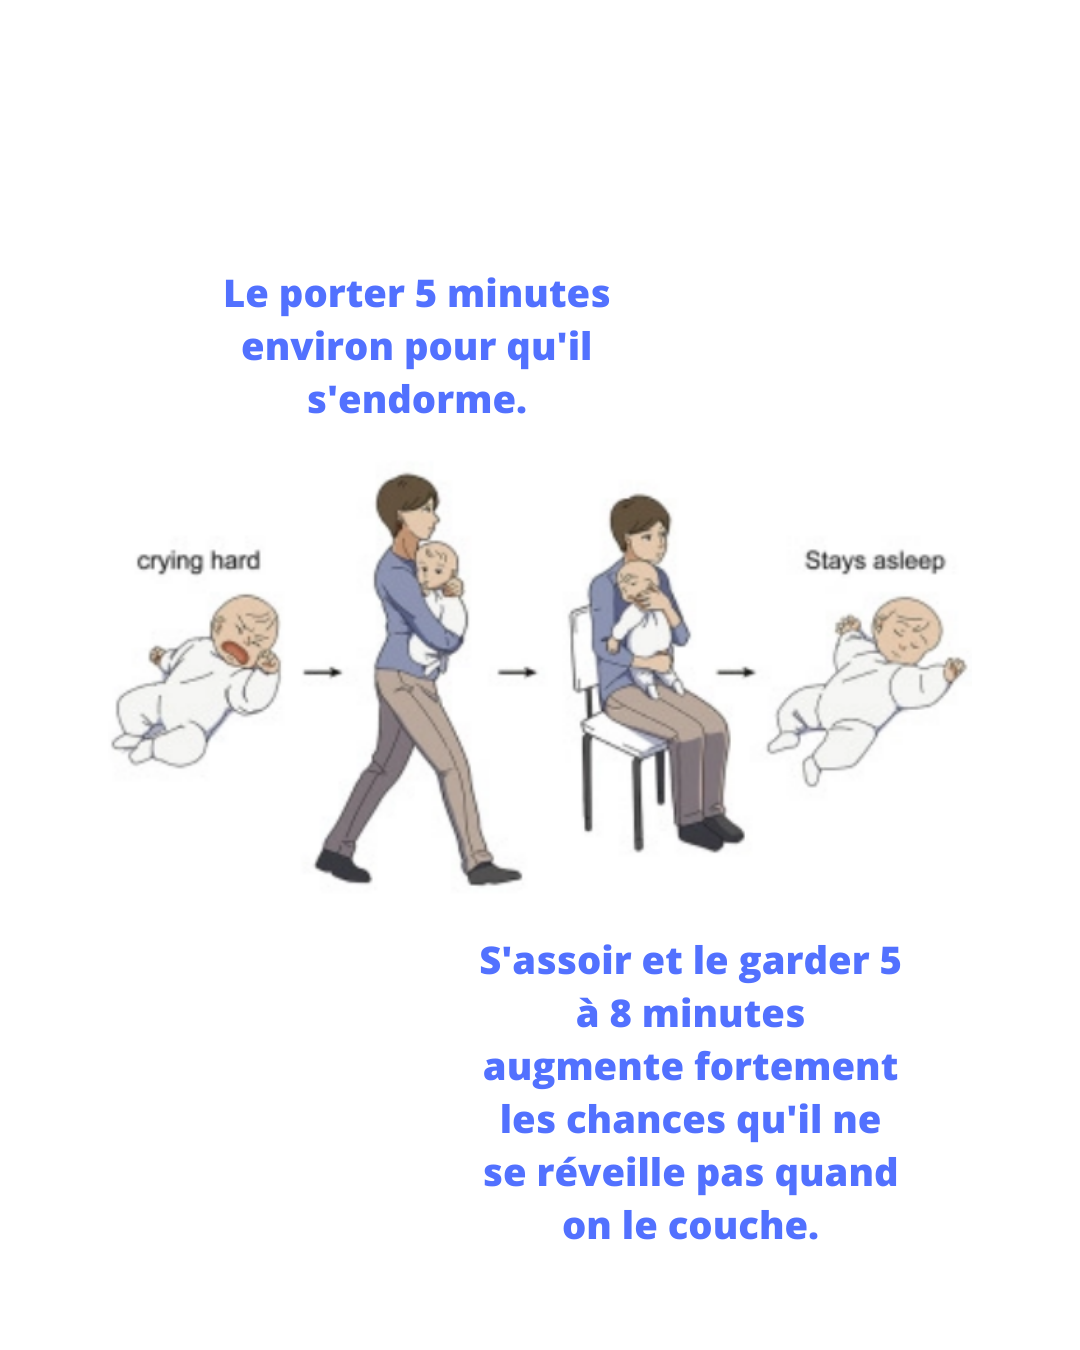 Le porter 5 minutes
environ pour qu'il
s'endorme.
crying hard
Stays asleep
S'assoir et le garder 5
à 8 minutes
augmente fortement
les chances qu'il ne
se réveille pas quand
on le couche.